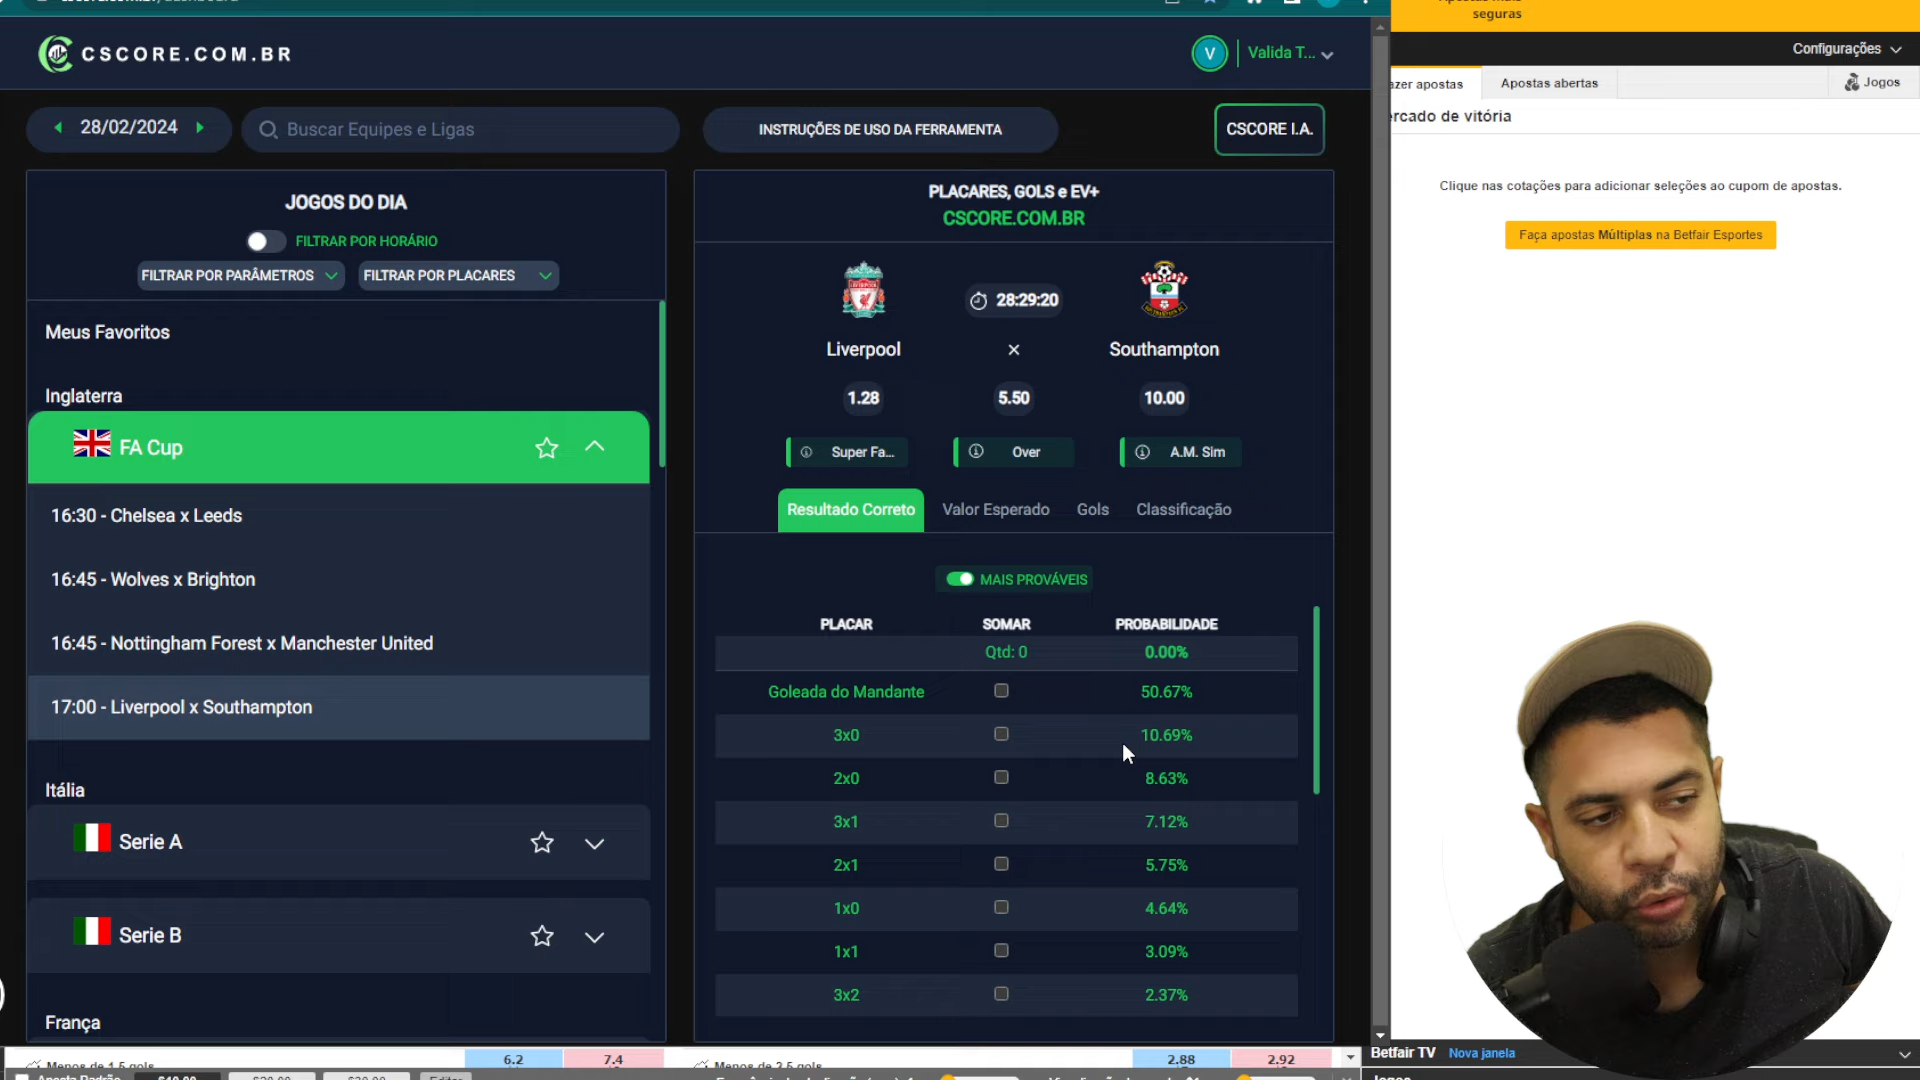 CSCORE.COM.BR
V
Valida T...
28/02/2024
Buscar Equipes e Ligas
INSTRUÇÕES DE USO DA FERRAMENTA
CSCORE I.A.
JOGOS DO DIA
FILTRAR POR HORÁRIO
FILTRAR POR PARÂMETROS
FILTRAR POR PLACARES
Meus Favoritos
Inglaterra
FA Cup
16:30 - Chelsea x Leeds
16:45 - Wolves x Brighton
16:45 - Nottingham Forest x Manchester United
17:00 - Liverpool x Southampton
Itália
Serie A
Serie B
França
PLACARES, GOLS e EV+
CSCORE.COM.BR
28:29:20
Liverpool
×
Southampton
1.28
5.50
10.00
Super Fa...
Over
A.M. Sim
Resultado Correto
Valor Esperado
Gols
Classificação
MAIS PROVÁVEIS
PLACAR SOMAR PROBABILIDADE
Qtd: 0 0.00%
Goleada do Mandante 50.67%
3x0 10.69%
2x0 8.63%
3x1 7.12%
2x1 5.75%
1x0 4.64%
1x1 3.09%
3x2 2.37%
6.2
7.4
2.88
2.92
seguras
Configurações
azer apostas
Apostas abertas
Jogos
ercado de vitória
Clique nas cotações para adicionar seleções ao cupom de apostas.
Faça apostas Múltiplas na Betfair Esportes
Betfair TV Nova janela